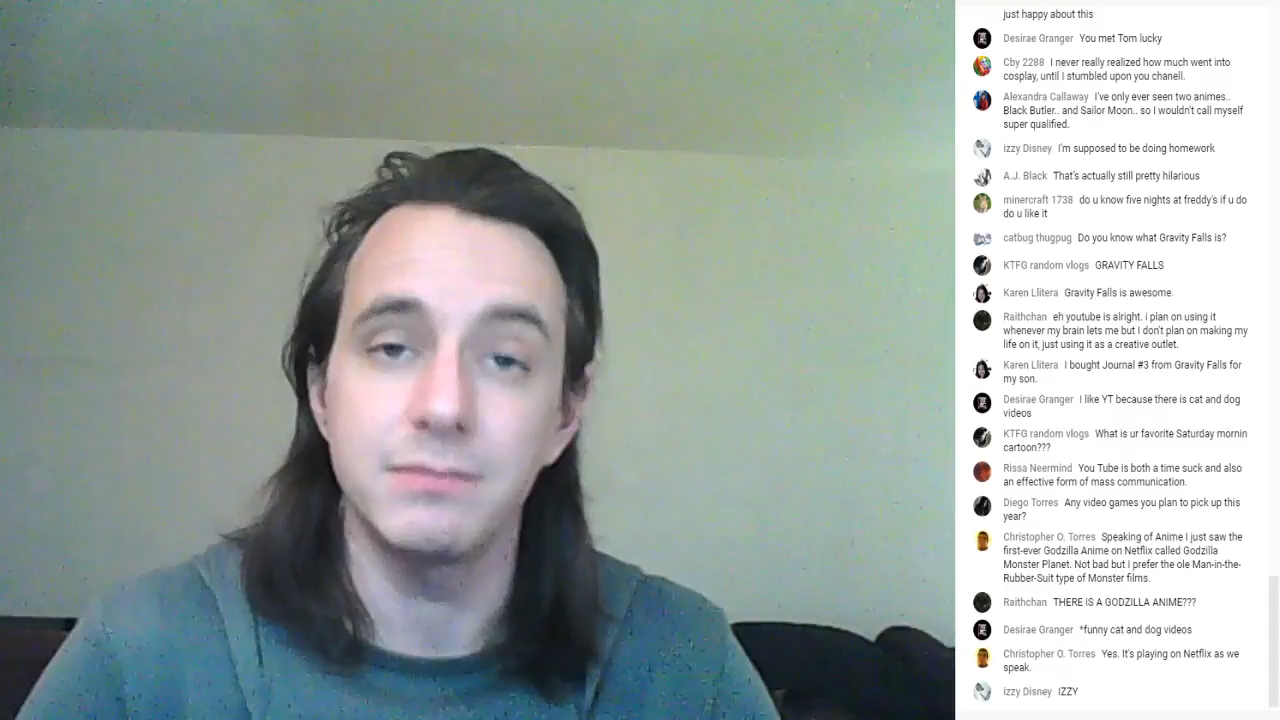 just happy about this
Desirae Granger You met Tom lucky
Cby 2288 I never really realized how much went into
cosplay, until I stumbled upon you chanell.
Alexandra Callaway I've only ever seen two animes..
Black Butler.. and Sailor Moon.. so I wouldn't call myself
super qualified.
izzy Disney I'm supposed to be doing homework
A.J. Black That's actually still pretty hilarious
minercraft 1738 do u know five nights at freddy's if u do
do u like it
catbug thugpug Do you know what Gravity Falls is?
KTFG random vlogs GRAVITY FALLS
Karen Llitera Gravity Falls is awesome.
Raithchan eh youtube is alright. i plan on using it
whenever my brain lets me but I don't plan on making my
life on it, just using it as a creative outlet.
Karen Llitera I bought Journal #3 from Gravity Falls for
my son.
Desirae Granger I like YT because there is cat and dog
videos
KTFG random vlogs What is ur favorite Saturday mornin
cartoon???
Rissa Neermind You Tube is both a time suck and also
an effective form of mass communication.
Diego Torres Any video games you plan to pick up this
year?
Christopher O. Torres Speaking of Anime I just saw the
first-ever Godzilla Anime on Netflix called Godzilla
Monster Planet. Not bad but I prefer the ole Man-in-the-
Rubber-Suit type of Monster films.
Raithchan THERE IS A GODZILLA ANIME???
Desirae Granger *funny cat and dog videos
Christopher O. Torres Yes. It's playing on Netflix as we
speak.
izzy Disney IZZY